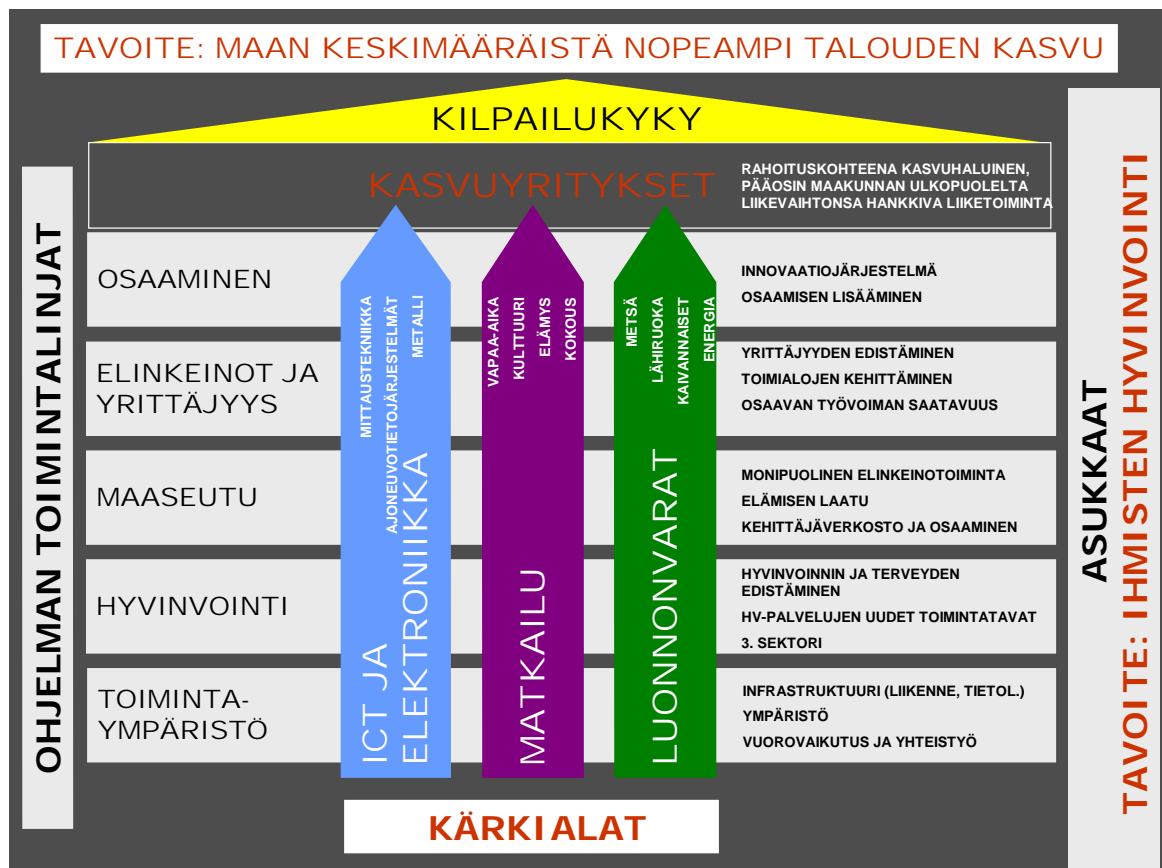 TAVOITE: MAAN KESKIMÄÄRÄISTÄ NOPEAMPI TALOUDEN KASVU
KILPAILUKYKY
KASVUYRITYKSET
RAHOITUSKOHTEENA KASVUHALUINEN,
PÄÄOSIN MAAKUNNAN ULKOPUOLELTA
LIIKEVAIHTONSA HANKKIVA LIIKETOIMINTA
OHJELMAN TOIMINTALINJAT
OSAAMINEN
INNOVAATIOJÄRJESTELMÄ
OSAAMISEN LISÄÄMINEN
ELINKEINOT JA
YRITTÄJYYS
YRITTÄJYYDEN EDISTÄMINEN
TOIMIALOJEN KEHITTÄMINEN
OSAAVAN TYÖVOIMAN SAATAVUUS
MAASEUTU
MONIPUOLINEN ELINKEINOTOIMINTA
ELÄMISEN LAATU
KEHITTÄJÄVERKOSTO JA OSAAMINEN
HYVINVOINTI
HYVINVOINNIN JA TERVEYDEN
EDISTÄMINEN
HV-PALVELUJEN UUDET TOIMINTATAVAT
3. SEKTORI
TOIMINTA-
YMPÄRISTÖ
INFRASTRUKTUURI (LIIKENNE, TIETOL.)
YMPÄRISTÖ
VUOROVAIKUTUS JA YHTEISTYÖ
ICT JA
ELEKTRONIIKKA
MITTAUSTEKNIIKKA
AJONEUVOTIETOJÄRJESTELMÄT
METALLI
MATKAILU
VAPAA-AIKA
KULTTUURI
ELÄMYS
KOKOUS
LUONNONVARAT
METSÄ
LÄHIRUOKA
KAIVANNAISET
ENERGIA
KÄRKIALAT
ASUKKAAT
TAVOITE: IHMISTEN HYVINVOINTI